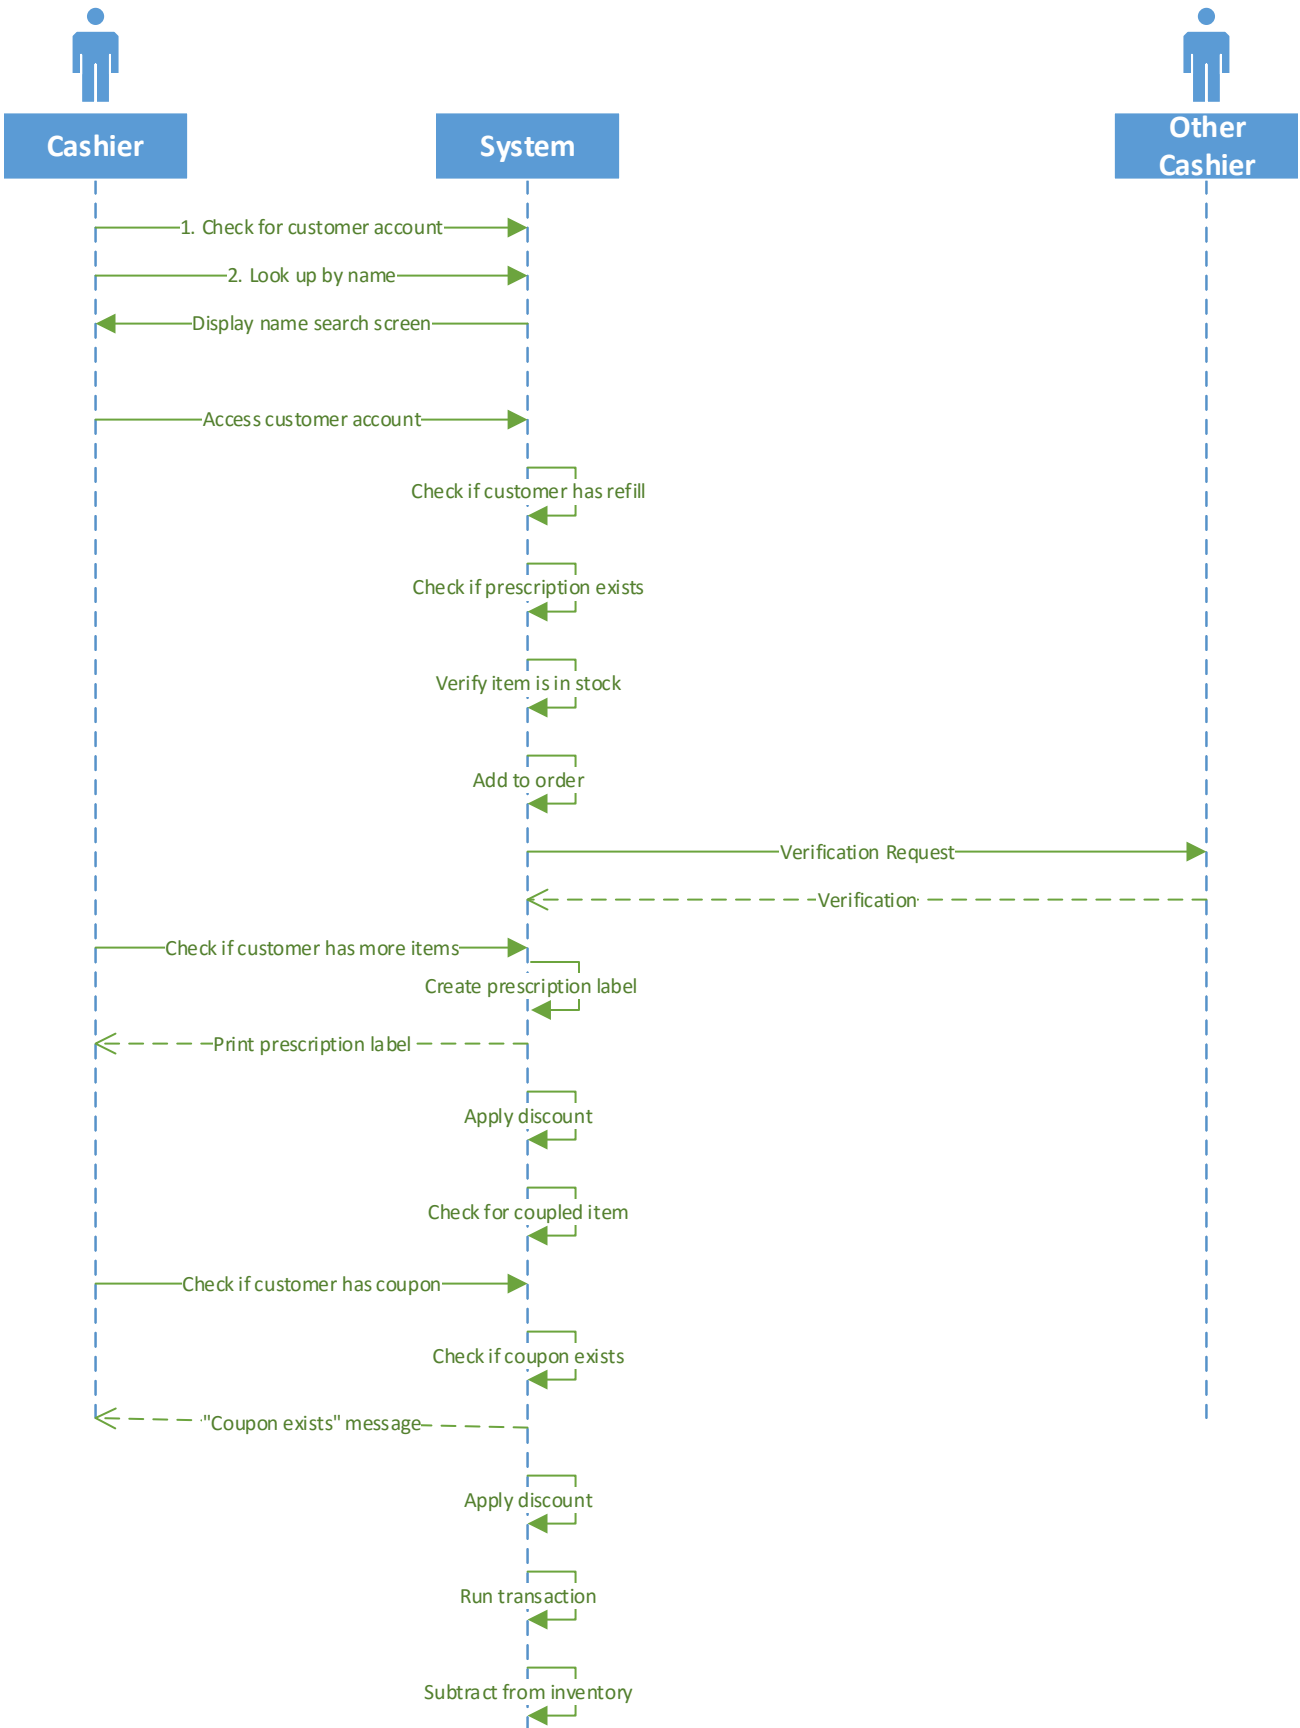 Cashier
System
Other
Cashier
1. Check for customer account
2. Look up by name
Display name search screen
Access customer account
Check if customer has refill
Check if prescription exists
Verify item is in stock
Add to order
Verification Request
Verification
Check if customer has more items
Create prescription label
Print prescription label
Apply discount
Check for coupled item
Check if customer has coupon
Check if coupon exists
"Coupon exists" message
Apply discount
Run transaction
Subtract from inventory